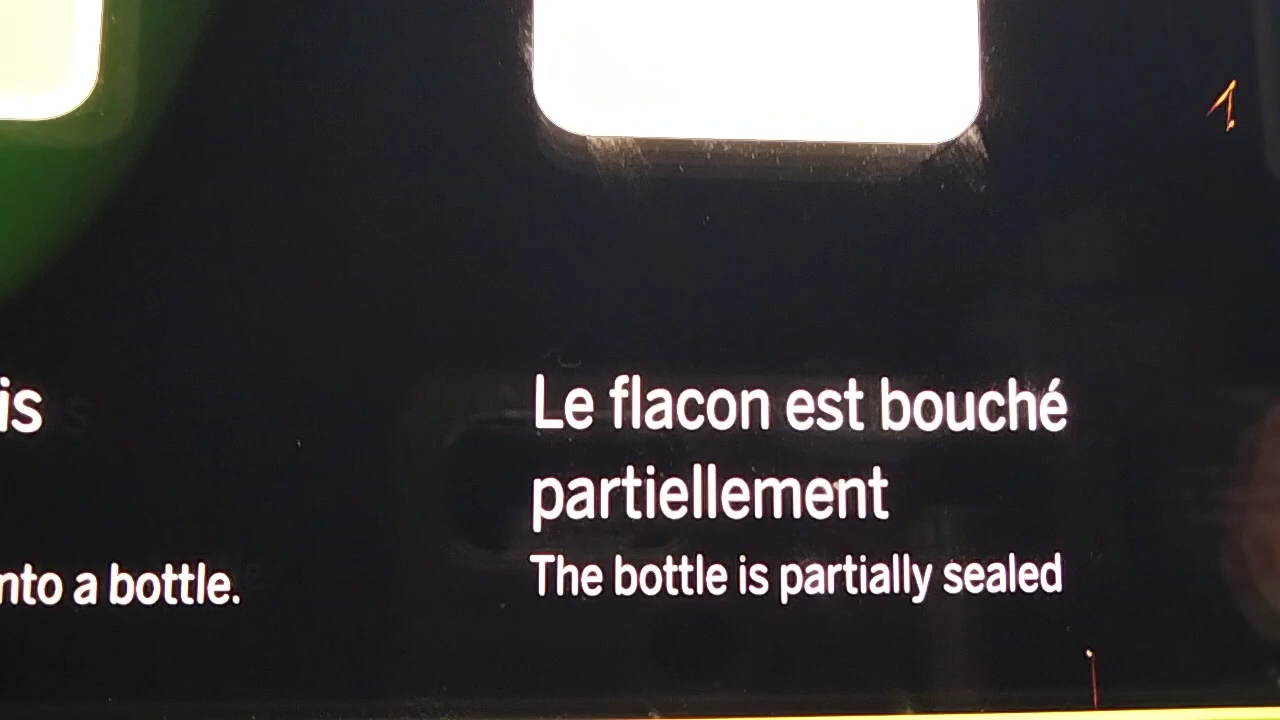 is
nto a bottle.
Le flacon est bouché
partiellement
The bottle is partially sealed